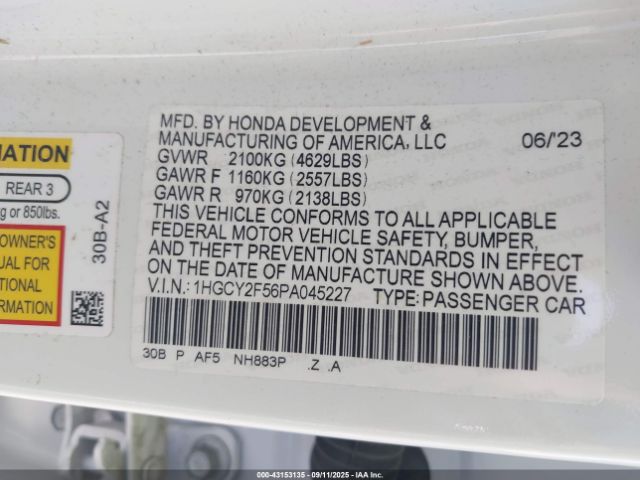 MATION
REAR 3
g or 850lbs.
OWNER'S
UAL FOR
TIONAL
RMATION
30B-A2
MFD. BY HONDA DEVELOPMENT &
MANUFACTURING OF AMERICA, LLC 06/'23
GVWR 2100KG (4629LBS)
GAWR F 1160KG (2557LBS)
GAWR R 970KG (2138LBS)
THIS VEHICLE CONFORMS TO ALL APPLICABLE
FEDERAL MOTOR VEHICLE SAFETY, BUMPER,
AND THEFT PREVENTION STANDARDS IN EFFECT
ON THE DATE OF MANUFACTURE SHOWN ABOVE.
V.I.N.:1HGCY2F56PA045227 TYPE:PASSENGER CAR
30B P AF5 NH883P .Z .A
000-43153135 - 09/11/2025 - IAA, Inc.